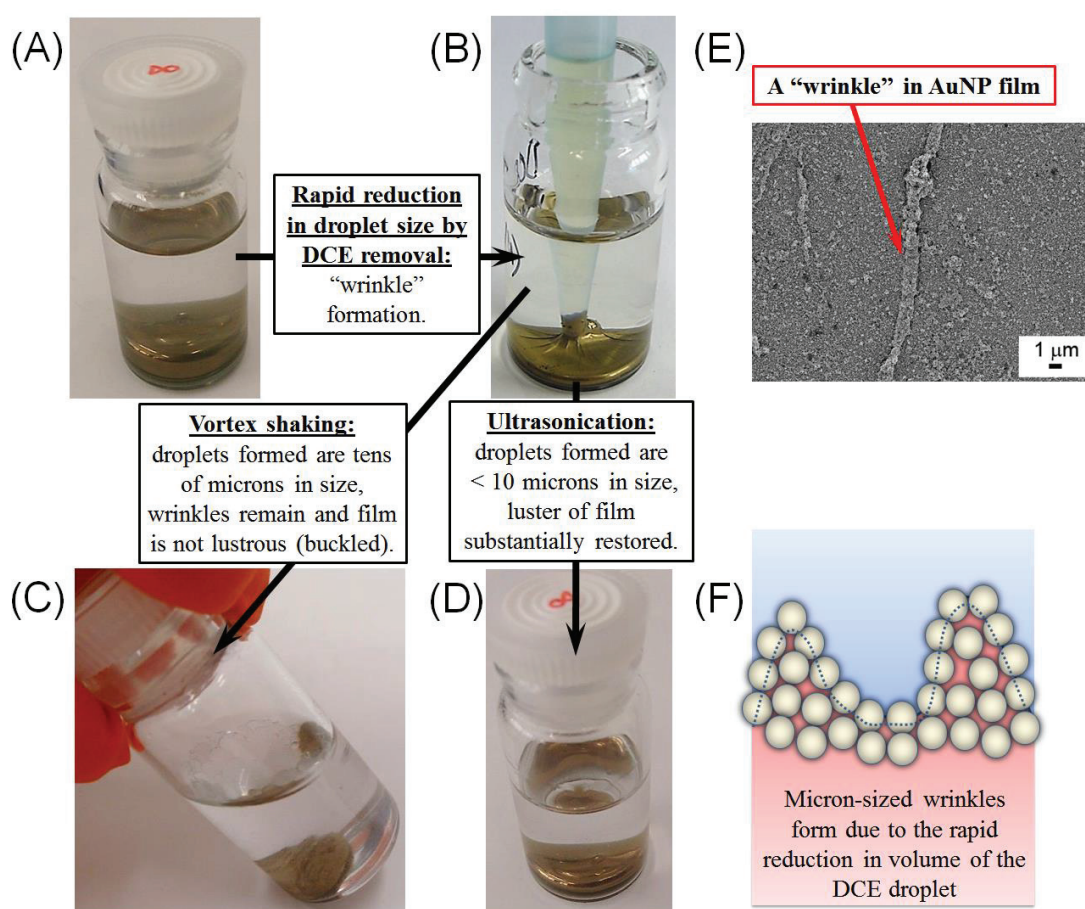 (A)
(B)
(E)
A “wrinkle” in AuNP film
Rapid reduction
in droplet size by
DCE removal:
“wrinkle”
formation.
1 μm
Vortex shaking:
droplets formed are tens
of microns in size,
wrinkles remain and film
is not lustrous (buckled).
Ultrasonication:
droplets formed are
< 10 microns in size,
luster of film
substantially restored.
(C)
(D)
(F)
Micron-sized wrinkles
form due to the rapid
reduction in volume of the
DCE droplet